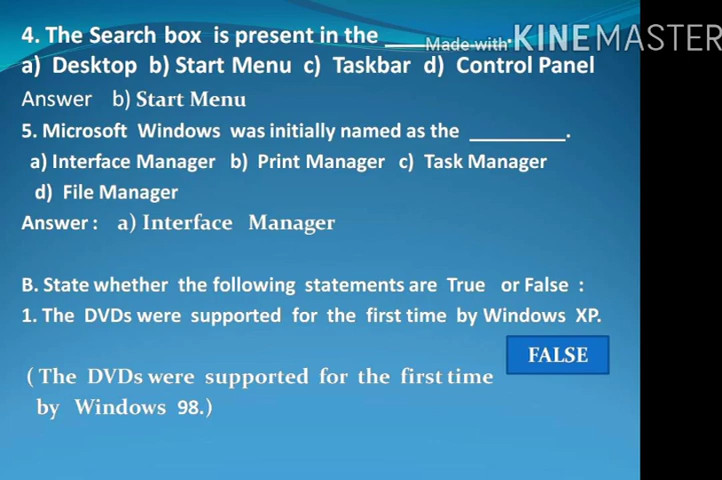 4. The Search box is present in the ________.
Made with KINEMASTER
a) Desktop b) Start Menu c) Taskbar d) Control Panel
Answer b) Start Menu
5. Microsoft Windows was initially named as the _________.
a) Interface Manager b) Print Manager c) Task Manager
d) File Manager
Answer : a) Interface Manager
B. State whether the following statements are True or False :
1. The DVDs were supported for the first time by Windows XP.
FALSE
( The DVDs were supported for the first time
by Windows 98.)